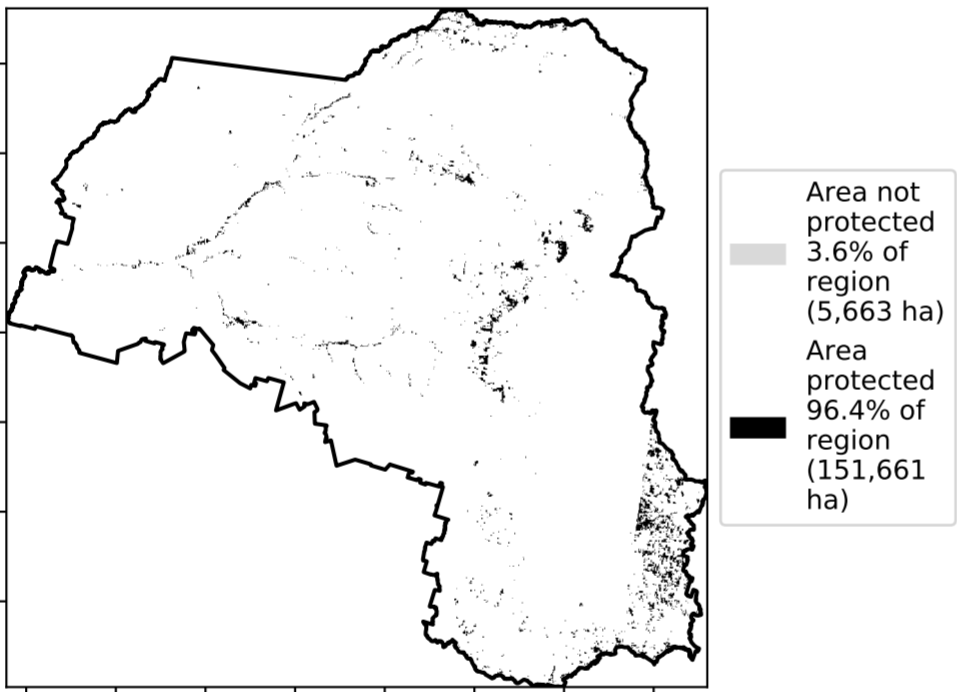 Area not
protected
3.6% of
region
(5,663 ha)
Area
protected
96.4% of
region
(151,661
ha)